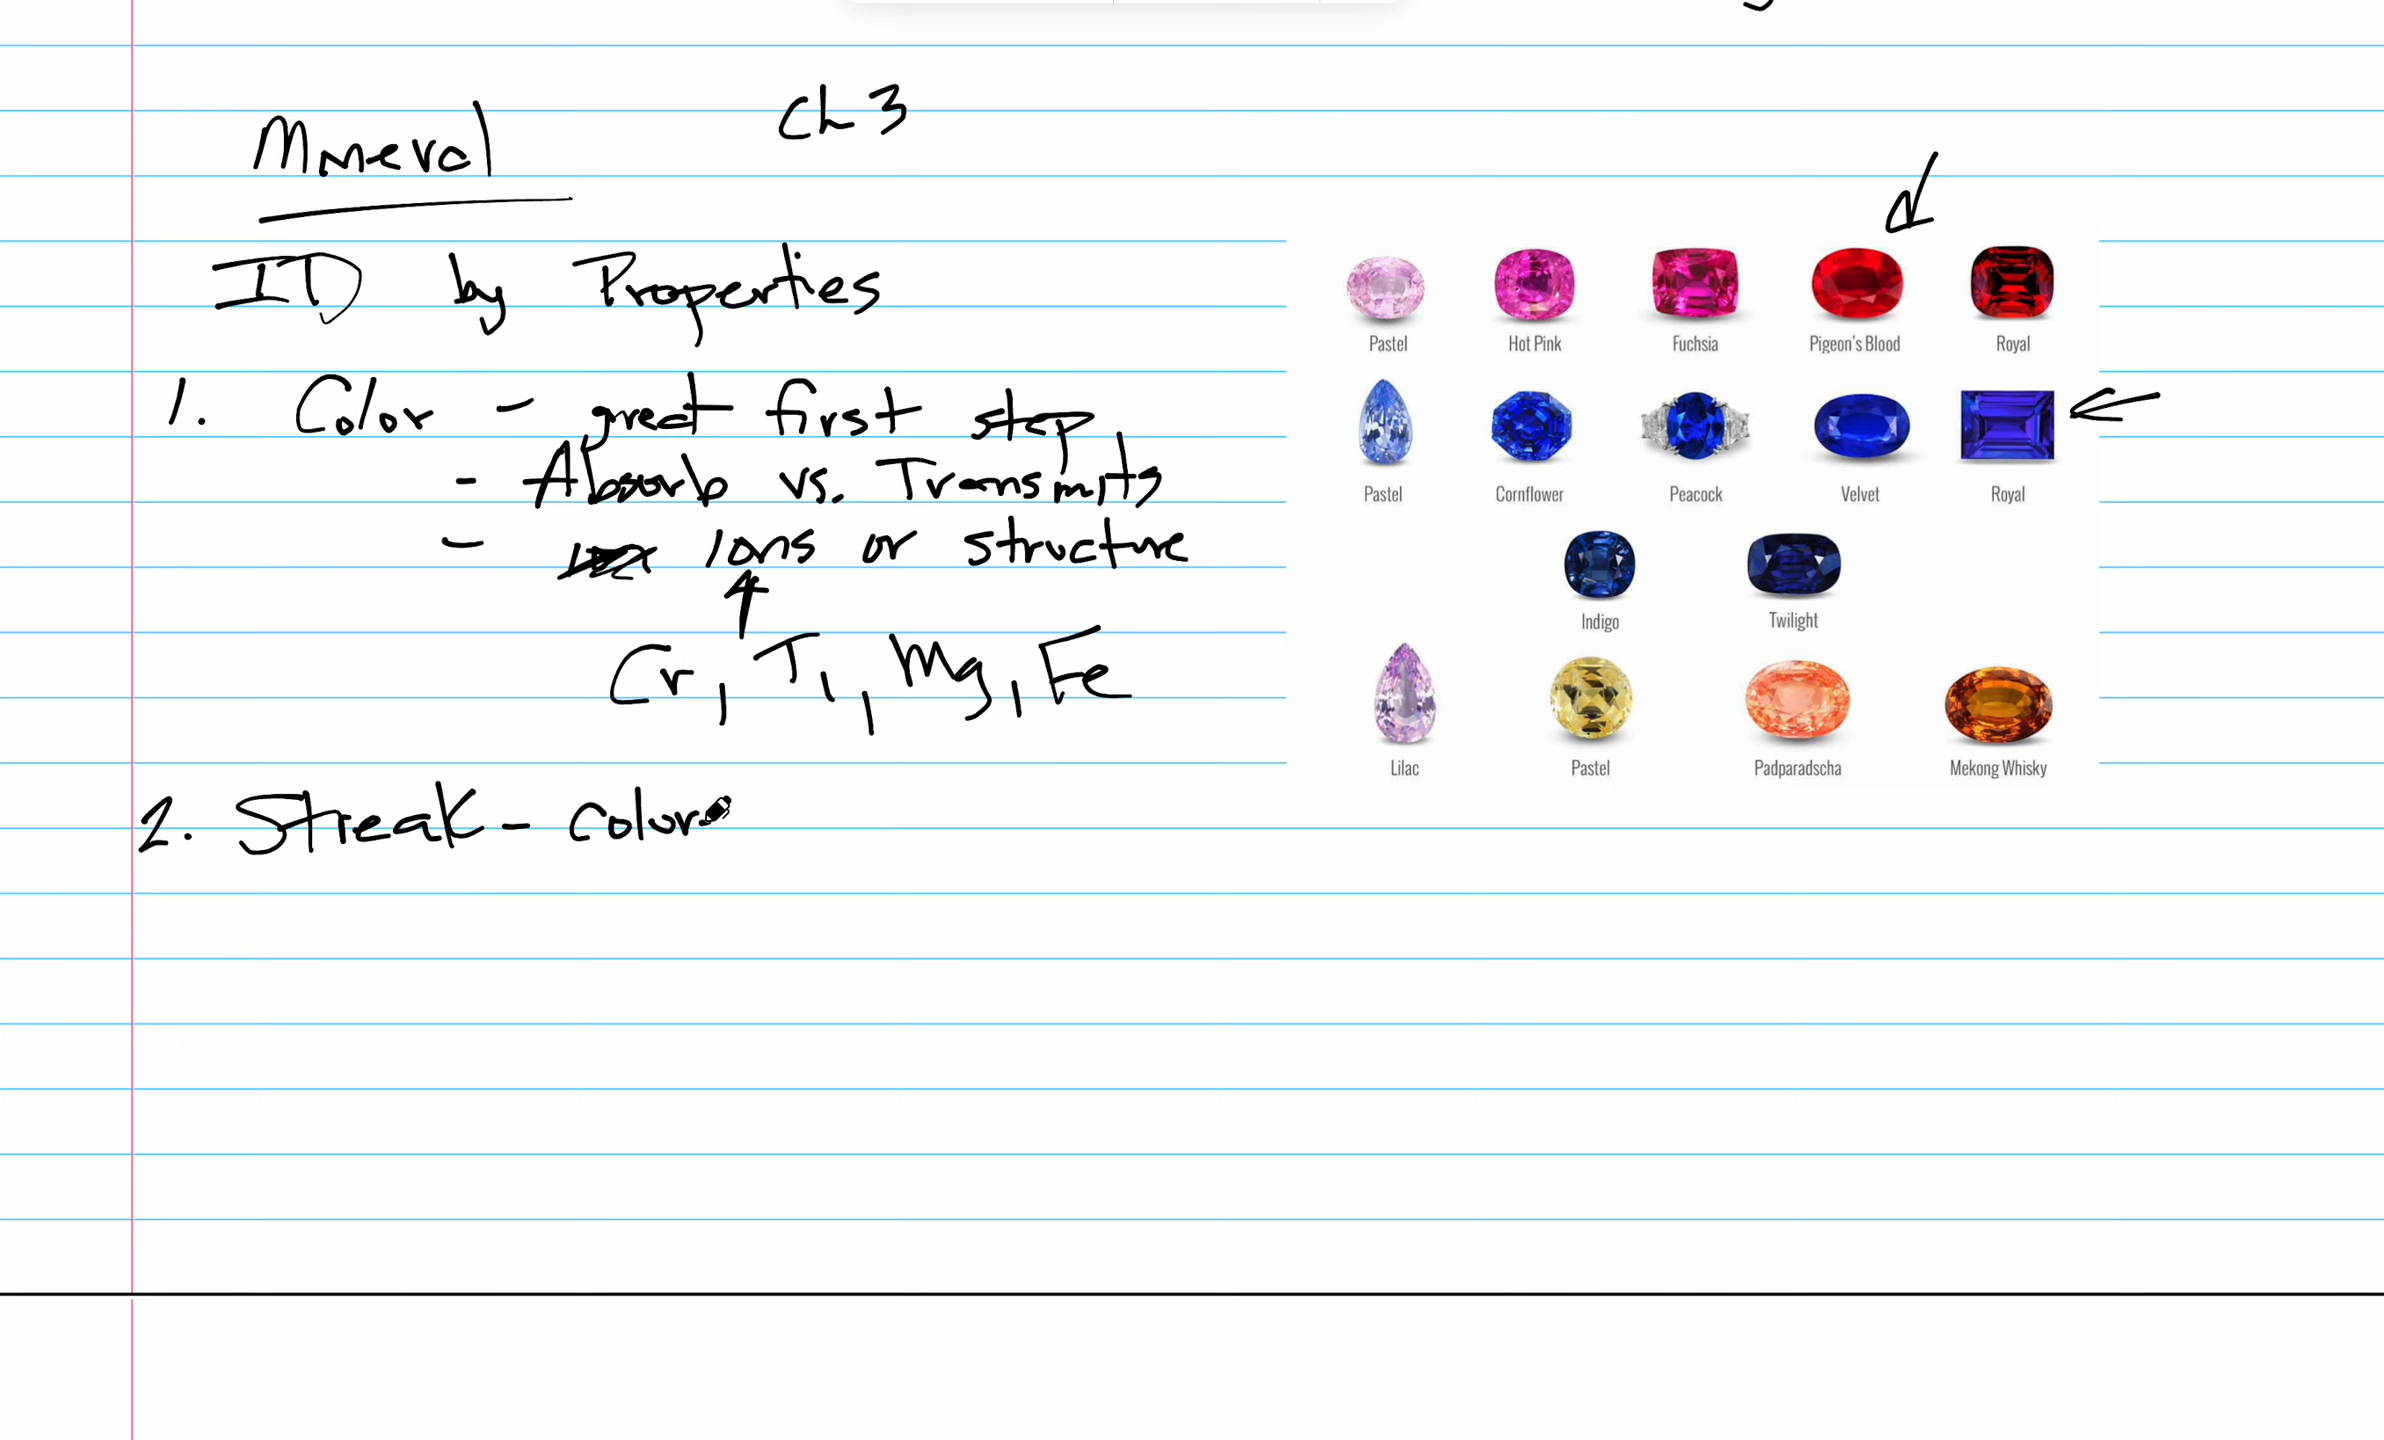 Ch 3
Mineral
ID by Properties
1. Color - great first step
- Absorb vs. Transmits
- Ions or structure
Cr, Ti, Mg, Fe
2. Streak - color
Pastel Hot Pink Fuchsia Pigeon's Blood Royal
Pastel Cornflower Peacock Velvet Royal
Indigo Twilight
Lilac Pastel Padparadscha Mekong Whisky